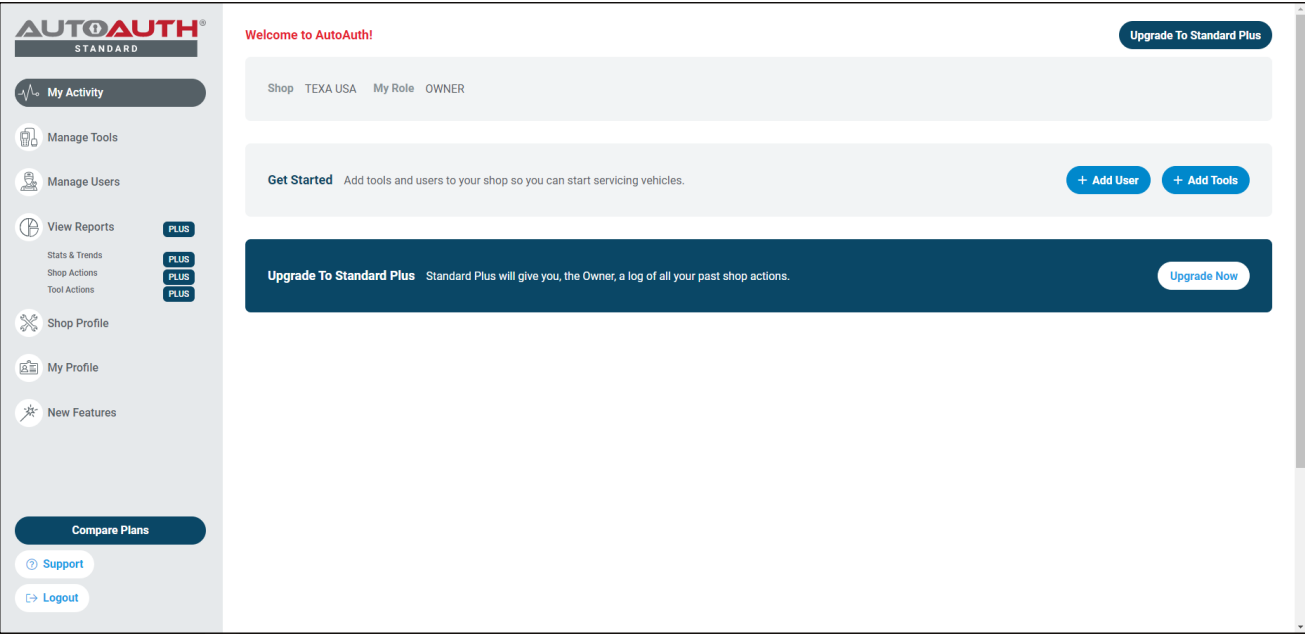 AUTOAUTH®
STANDARD
My Activity
Manage Tools
Manage Users
View Reports PLUS
Stats & Trends PLUS
Shop Actions PLUS
Tool Actions PLUS
Shop Profile
My Profile
New Features
Compare Plans
Support
Logout
Welcome to AutoAuth!
Upgrade To Standard Plus
Shop TEXA USA My Role OWNER
Get Started Add tools and users to your shop so you can start servicing vehicles.
+ Add User + Add Tools
Upgrade To Standard Plus Standard Plus will give you, the Owner, a log of all your past shop actions.
Upgrade Now